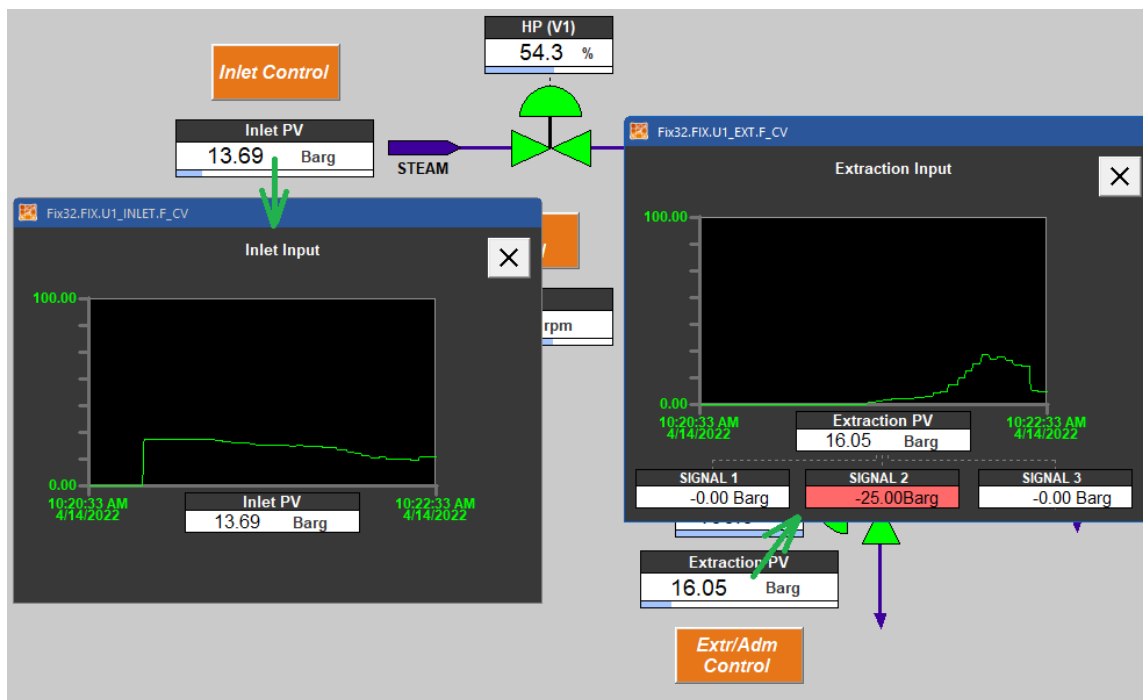 HP (V1)
54.3 %
Inlet Control
Inlet PV
13.69 Barg
STEAM
Fix32.FIX.U1_INLET.F_CV
Inlet Input
100.00
0.00
10:20:33 AM
4/14/2022
10:22:33 AM
4/14/2022
Inlet PV
13.69 Barg
rpm
Fix32.FIX.U1_EXT.F_CV
Extraction Input
100.00
0.00
10:20:33 AM
4/14/2022
10:22:33 AM
4/14/2022
Extraction PV
16.05 Barg
SIGNAL 1
-0.00 Barg
SIGNAL 2
-25.00Barg
SIGNAL 3
-0.00 Barg
Extraction PV
16.05 Barg
Extr/Adm
Control